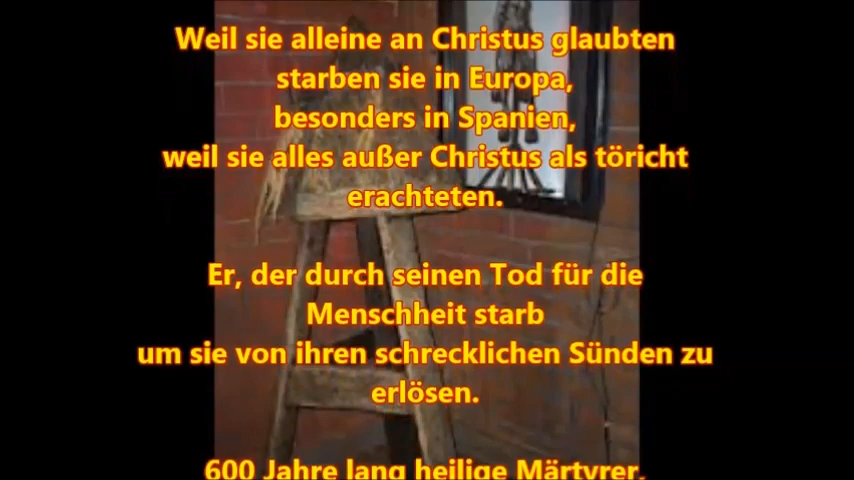 Weil sie alleine an Christus glaubten
starben sie in Europa,
besonders in Spanien,
weil sie alles außer Christus als töricht
erachteten.
Er, der durch seinen Tod für die
Menschheit starb
um sie von ihren schrecklichen Sünden zu
erlösen.
600 Jahre lang heilige Märtyrer,